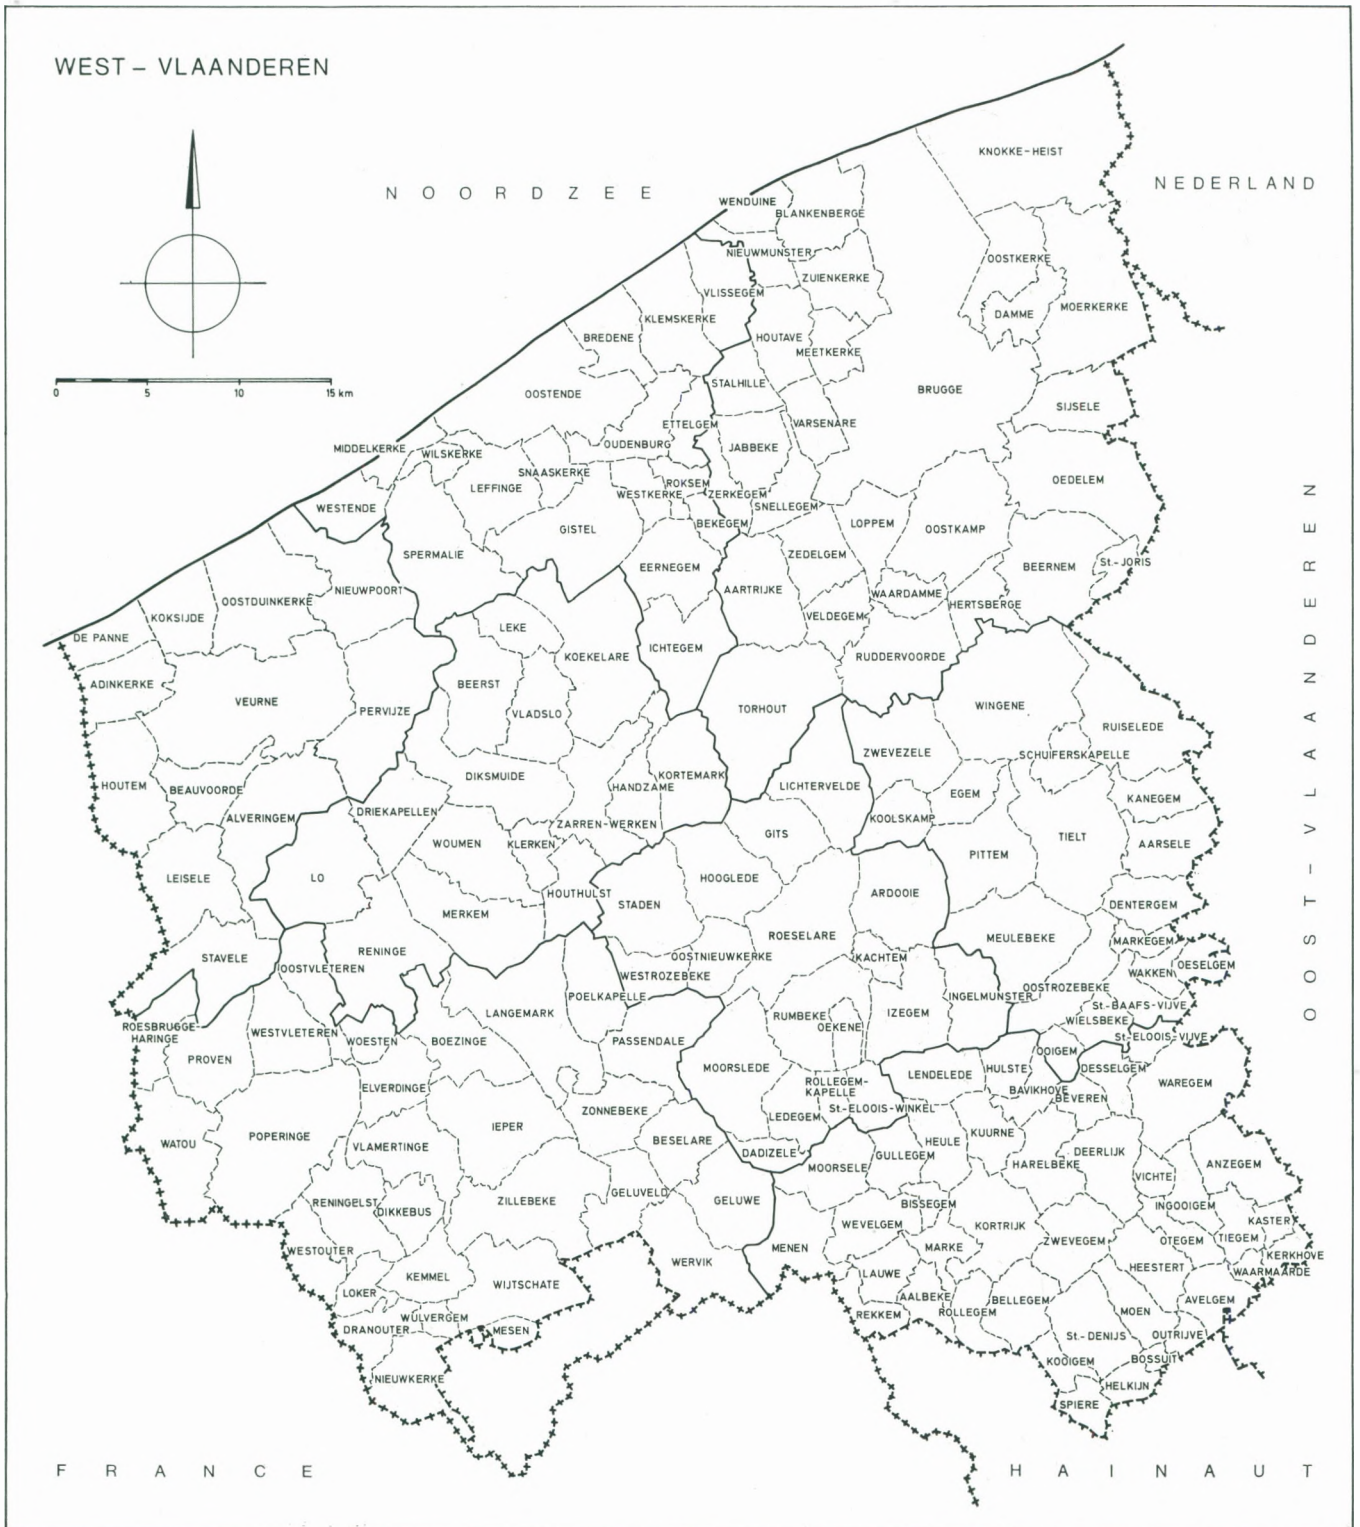 WEST – VLAANDEREN
KNOKKE–HEIST
NOORDZEE
NEDERLAND
WENDUINE
BLANKENBERGE
NIEUWMUNSTER
OOSTKERKE
ZUIENKERKE
VLISSEGEM
MOERKERKE
DAMME
KLEMSKERKE
BREDENE
HOUTAVE
MEETKERKE
0 5 10 15 km
STALHILLE
BRUGGE
OOSTENDE
SIJSELE
ETTELGEM
VARSENARE
OUDENBURG
JABBEKE
MIDDELKERKE
WILSKERKE
SNAASKERKE
OEDELEM
ROKSEM
LEFFINGE
WESTKERKE
ZERKEGEM
SNELLEGEM
WESTENDE
BEKEGEM
LOPPEM
GISTEL
OOSTKAMP
SPERMALIE
ZEDELGEM
St.-JORIS
EERNEGEM
BEERNEM
NIEUWPOORT
AARTRIJKE
WAARDAMME
OOSTDUINKERKE
HERTSBERGE
KOKSIJDE
VELDEGEM
LEKE
DE PANNE
ICHTEGEM
KOEKELARE
RUDDERVOORDE
ADINKERKE
BEERST
VEURNE
WINGENE
PERVIJZE
VLADSLO
TORHOUT
RUISELEDE
ZWEVEZELE
SCHUIFERSKAPELLE
DIKSMUIDE
KORTEMARK
HOUTEM
BEAUVOORDE
HANDZAME
LICHTERVELDE
EGEM
KANEGEM
ALVERINGEM
DRIEKAPELLEN
ZARREN-WERKEN
KOOLSKAMP
GITS
TIELT
WOUMEN
KLERKEN
AARSELE
PITTEM
LEISELE
LO
HOOGLEDE
HOUTHULST
ARDOOIE
STADEN
DENTERGEM
MERKEM
ROESELARE
MEULEBEKE
MARKEGEM
RENINGE
STAVELE
OOSTNIEUWKERKE
KACHTEM
OOSTVLETEREN
WESTROZEBEKE
WAKKEN
OESELGEM
OOSTROZEBEKE
POELKAPELLE
INGELMUNSTER
St.-BAAFS-VIJVE
LANGEMARK
RUMBEKE
IZEGEM
WIELSBEKE
ROESBRUGGE-
HARINGE
WESTVLETEREN
OEKENE
St.-ELOOIS-VIJVE
WOESTEN
BOEZINGE
PASSENDALE
OOIGEM
PROVEN
MOORSLEDE
HULSTE
DESSELGEM
LENDELEDE
WAREGEM
ELVERDINGE
ROLLEGEM-
KAPELLE
BAVIKHOVE
BEVEREN
ZONNEBEKE
St.-ELOOIS-WINKEL
LEDEGEM
IEPER
KUURNE
POPERINGE
WATOU
BESELARE
HEULE
VLAMERTINGE
DADIZELE
GULLEGEM
DEERLIJK
HARELBEKE
ANZEGEM
MOORSELE
VICHTE
GELUVELD
RENINGELST
ZILLEBEKE
GELUWE
BISSEGEM
INGOOIGEM
DIKKEBUS
WEVELGEM
KORTRIJK
KASTER
TIEGEM
ZWEVEGEM
OTEGEM
WESTOUTER
MENEN
MARKE
KERKHOVE
WERVIK
HEESTERT
WAARMAARDE
KEMMEL
LAUWE
WIJTSCHATE
LOKER
AALBEKE
BELLEGEM
AVELGEM
WULVERGEM
REKKEM
ROLLEGEM
MOEN
DRANOUTER
MESEN
St.-DENIJS
OUTRIJVE
KOOIGEM
BOSSUIT
NIEUWKERKE
HELKIJN
SPIERE
OOST–VLAANDEREN
FRANCE
HAINAUT